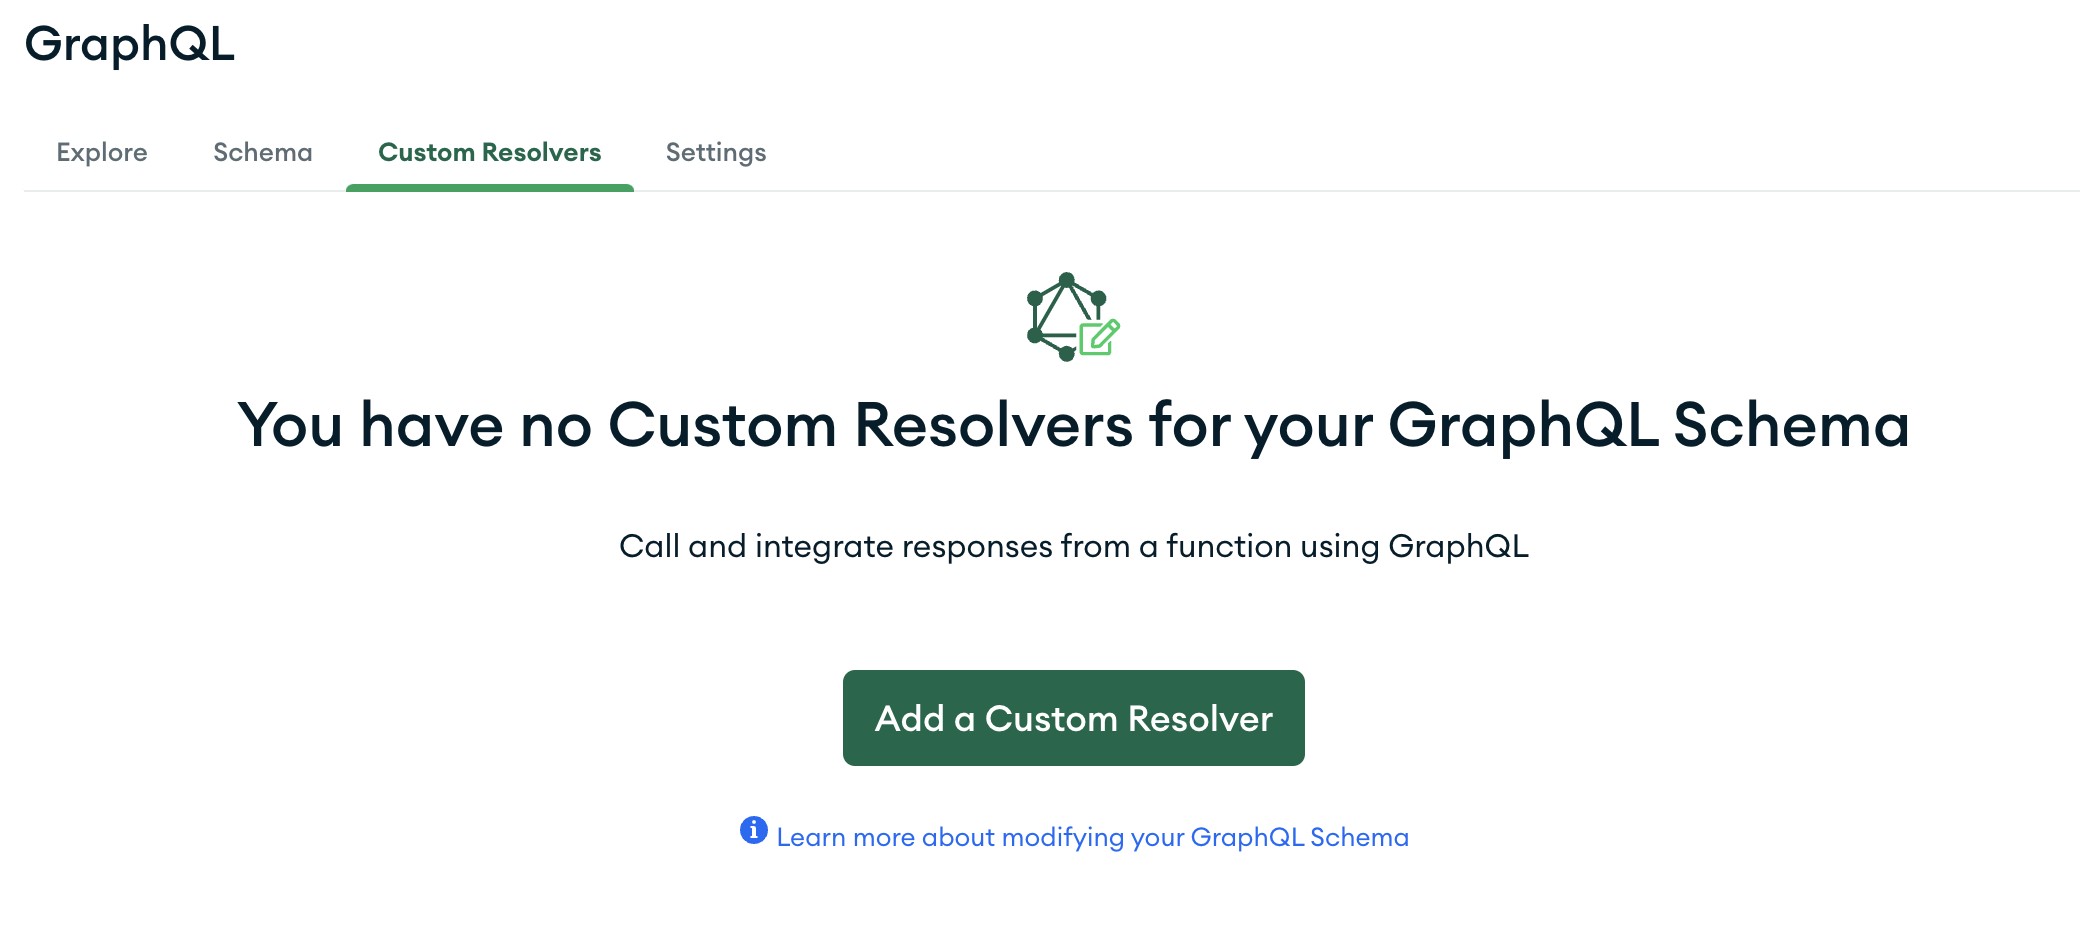 GraphQL
Explore Schema Custom Resolvers Settings
You have no Custom Resolvers for your GraphQL Schema
Call and integrate responses from a function using GraphQL
Add a Custom Resolver
Learn more about modifying your GraphQL Schema